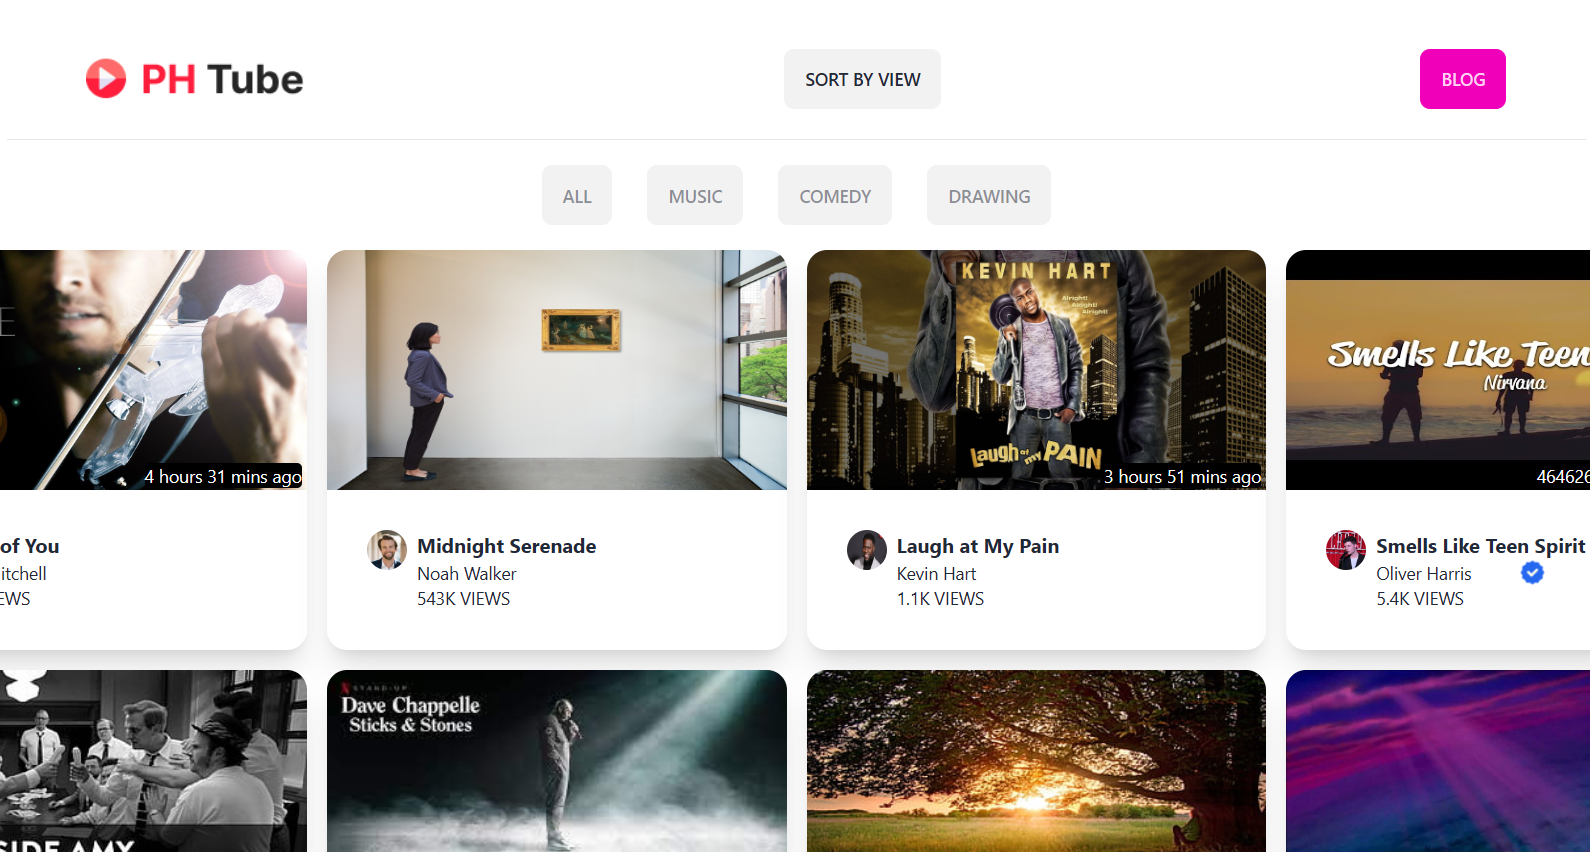 PH Tube
SORT BY VIEW
BLOG
ALL
MUSIC
COMEDY
DRAWING
E
4 hours 31 mins ago
KEVIN HART
Alright!
Alright!
Alright!
Laugh at my PAIN
3 hours 51 mins ago
Smells Like Teen
Nirvana
464626
of You
itchell
EWS
Midnight Serenade
Noah Walker
543K VIEWS
Laugh at My Pain
Kevin Hart
1.1K VIEWS
Smells Like Teen Spirit
Oliver Harris
5.4K VIEWS
SIDE AMY
N STAND-UP
Dave Chappelle
Sticks & Stones